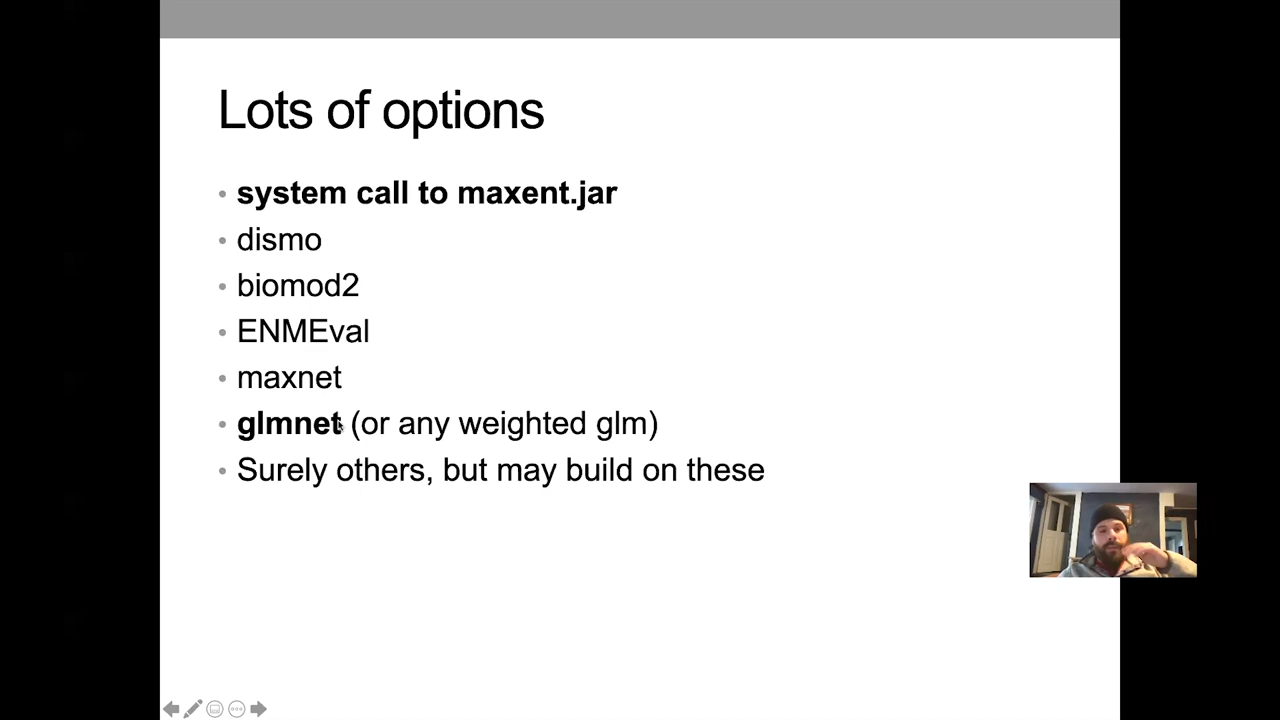 Lots of options
• system call to maxent.jar
• dismo
• biomod2
• ENMEval
• maxnet
• glmnet (or any weighted glm)
• Surely others, but may build on these